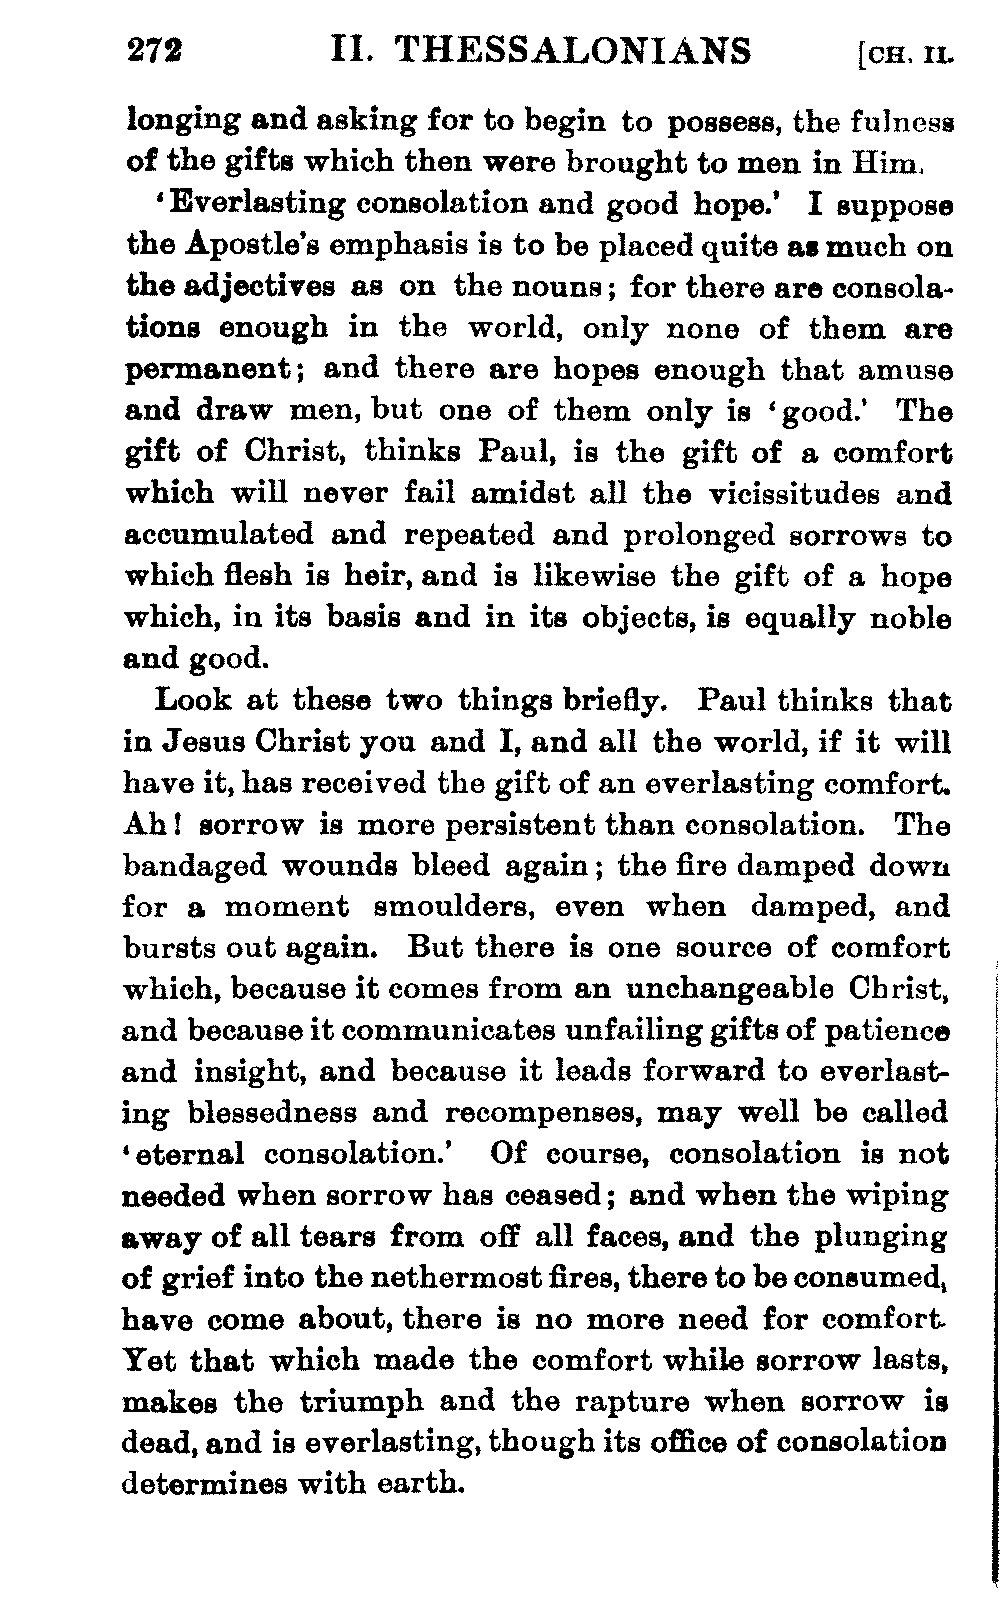 272 II. THESSALONIANS [CH. II.
longing and asking for to begin to possess, the fulness
of the gifts which then were brought to men in Him.
'Everlasting consolation and good hope.' I suppose
the Apostle's emphasis is to be placed quite as much on
the adjectives as on the nouns; for there are consola-
tions enough in the world, only none of them are
permanent; and there are hopes enough that amuse
and draw men, but one of them only is 'good.' The
gift of Christ, thinks Paul, is the gift of a comfort
which will never fail amidst all the vicissitudes and
accumulated and repeated and prolonged sorrows to
which flesh is heir, and is likewise the gift of a hope
which, in its basis and in its objects, is equally noble
and good.
Look at these two things briefly. Paul thinks that
in Jesus Christ you and I, and all the world, if it will
have it, has received the gift of an everlasting comfort.
Ah! sorrow is more persistent than consolation. The
bandaged wounds bleed again; the fire damped down
for a moment smoulders, even when damped, and
bursts out again. But there is one source of comfort
which, because it comes from an unchangeable Christ,
and because it communicates unfailing gifts of patience
and insight, and because it leads forward to everlast-
ing blessedness and recompenses, may well be called
'eternal consolation.' Of course, consolation is not
needed when sorrow has ceased; and when the wiping
away of all tears from off all faces, and the plunging
of grief into the nethermost fires, there to be consumed,
have come about, there is no more need for comfort.
Yet that which made the comfort while sorrow lasts,
makes the triumph and the rapture when sorrow is
dead, and is everlasting, though its office of consolation
determines with earth.